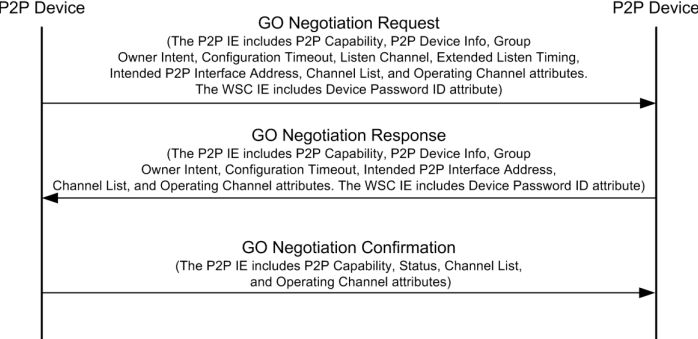 P2P Device
P2P Device
GO Negotiation Request
(The P2P IE includes P2P Capability, P2P Device Info, Group
Owner Intent, Configuration Timeout, Listen Channel, Extended Listen Timing,
Intended P2P Interface Address, Channel List, and Operating Channel attributes.
The WSC IE includes Device Password ID attribute)
GO Negotiation Response
(The P2P IE includes P2P Capability, P2P Device Info, Group
Owner Intent, Configuration Timeout, Intended P2P Interface Address,
Channel List, and Operating Channel attributes. The WSC IE includes Device Password ID attribute)
GO Negotiation Confirmation
(The P2P IE includes P2P Capability, Status, Channel List,
and Operating Channel attributes)